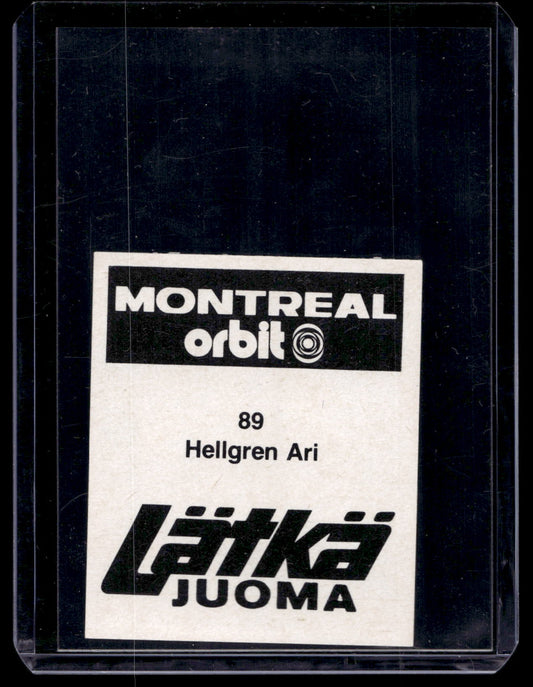 MONTREAL
orbit
89
Hellgren Ari
Lätkä
JUOMA